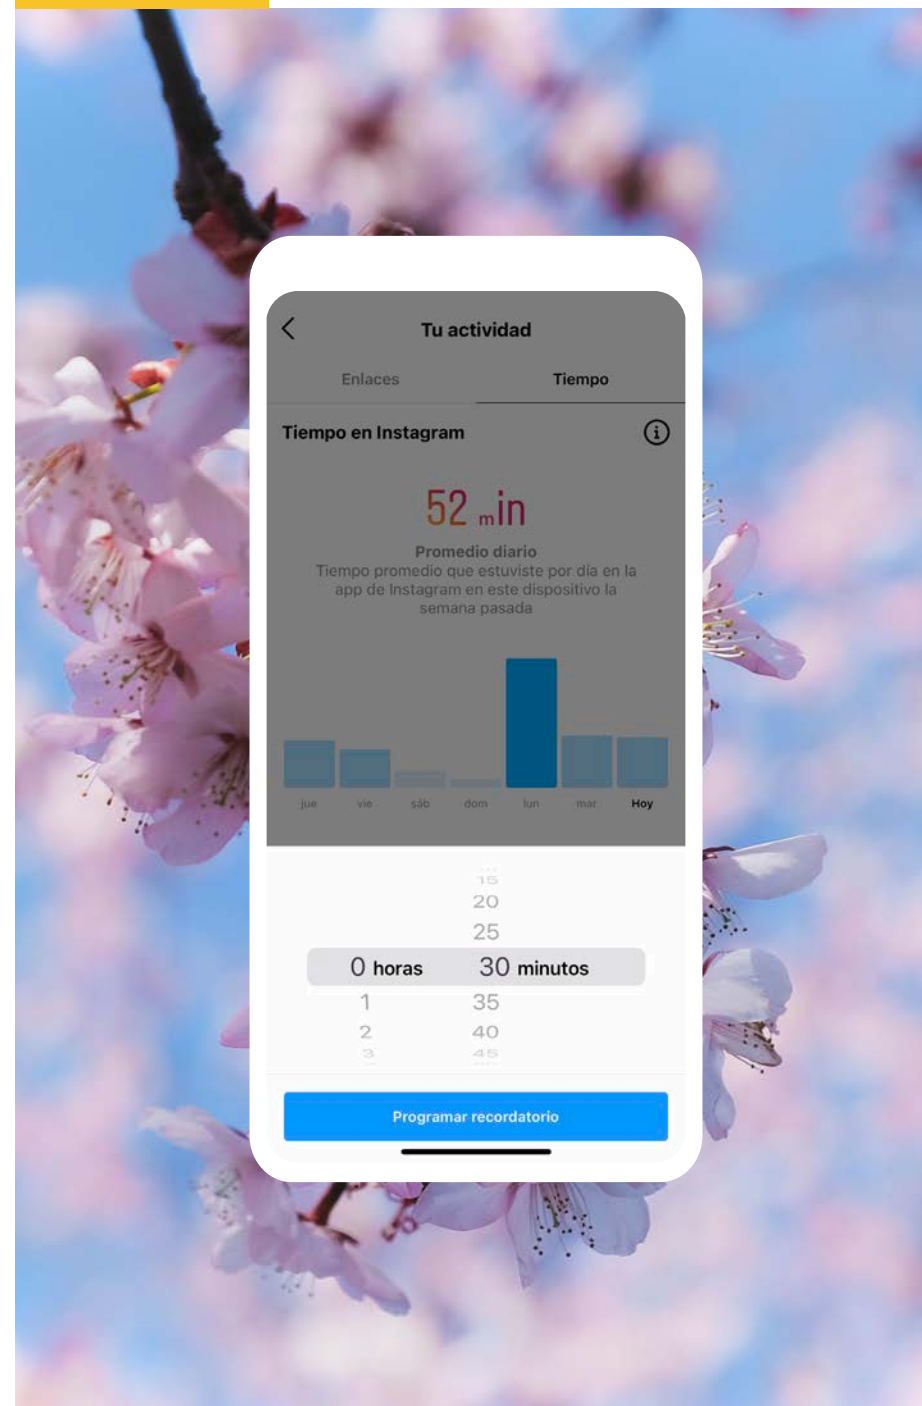 Tu actividad
Enlaces Tiempo
Tiempo en Instagram
52 min
Promedio diario
Tiempo promedio que estuviste por día en la
app de Instagram en este dispositivo la
semana pasada
jue vie sáb dom lun mar Hoy
15
20
25
0 horas 30 minutos
1 35
2 40
3 45
Programar recordatorio